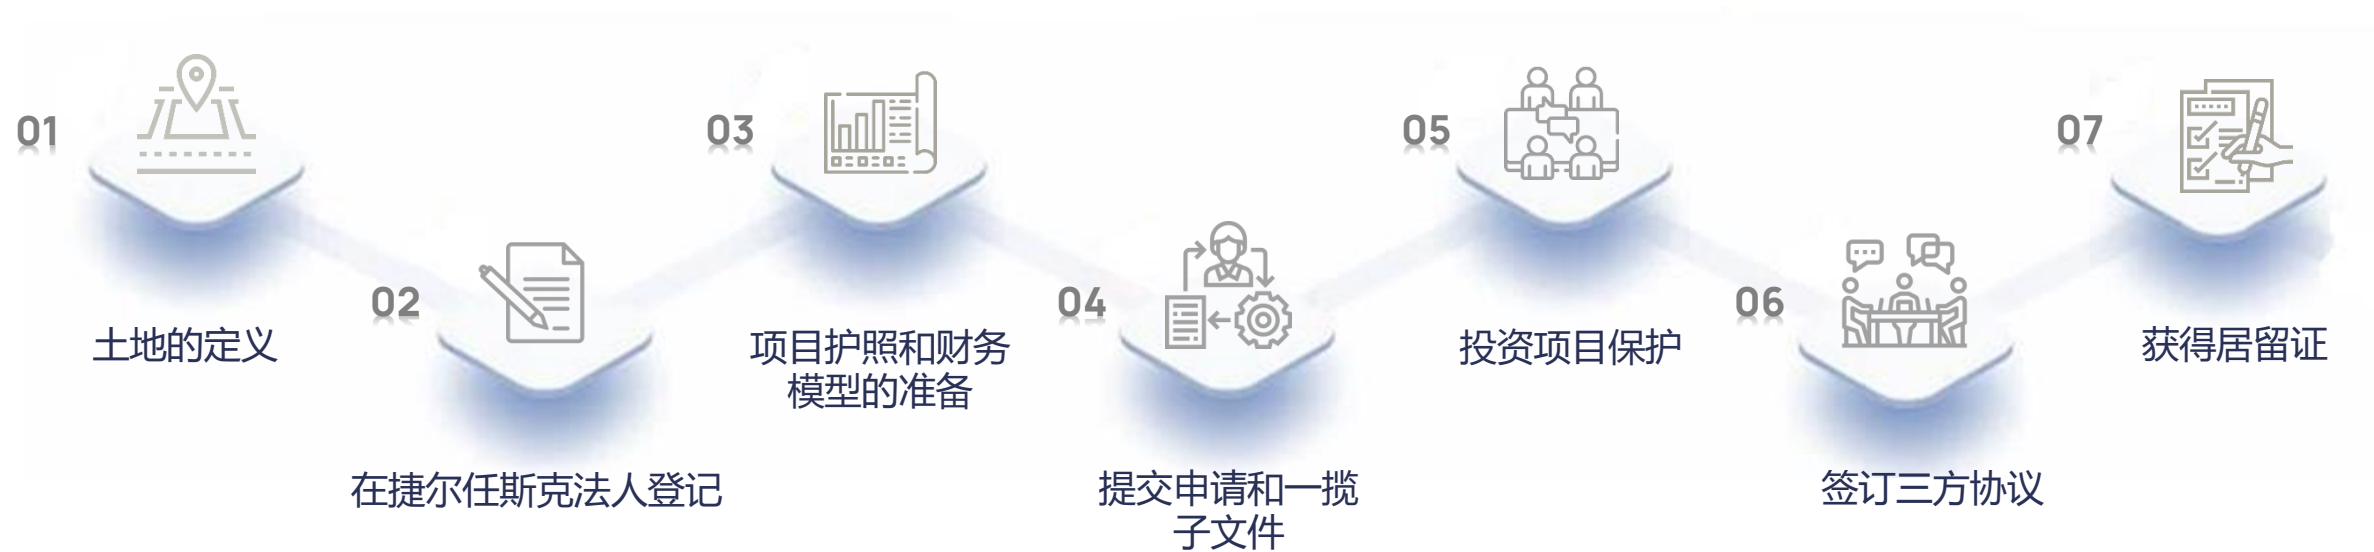 01
土地的定义
02
在捷尔任斯克法人登记
03
项目护照和财务
模型的准备
04
提交申请和一揽
子文件
05
投资项目保护
06
签订三方协议
07
获得居留证